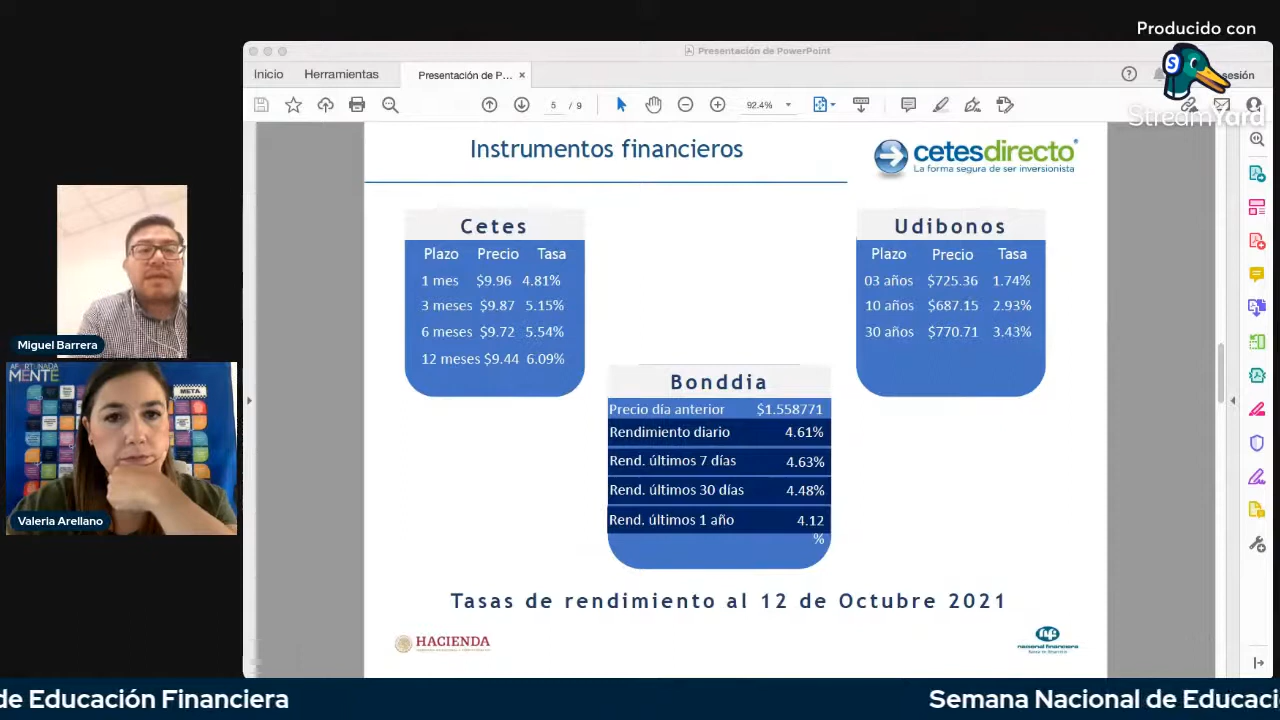 Producido con
StreamYard
Presentación de PowerPoint
Inicio
Herramientas
Presentación de P...
sesión
5 / 9
92.4%
Instrumentos financieros
cetesdirecto
La forma segura de ser inversionista
Cetes
Plazo Precio Tasa
1 mes $9.96 4.81%
3 meses $9.87 5.15%
6 meses $9.72 5.54%
12 meses $9.44 6.09%
Udibonos
Plazo Precio Tasa
03 años $725.36 1.74%
10 años $687.15 2.93%
30 años $770.71 3.43%
Bonddia
Precio día anterior $1.558771
Rendimiento diario 4.61%
Rend. últimos 7 días 4.63%
Rend. últimos 30 días 4.48%
Rend. últimos 1 año 4.12
%
Tasas de rendimiento al 12 de Octubre 2021
HACIENDA
nacional financiera
Miguel Barrera
AFORTUNADA
MENTE
META
Valeria Arellano
de Educación Financiera
Semana Nacional de Educaci